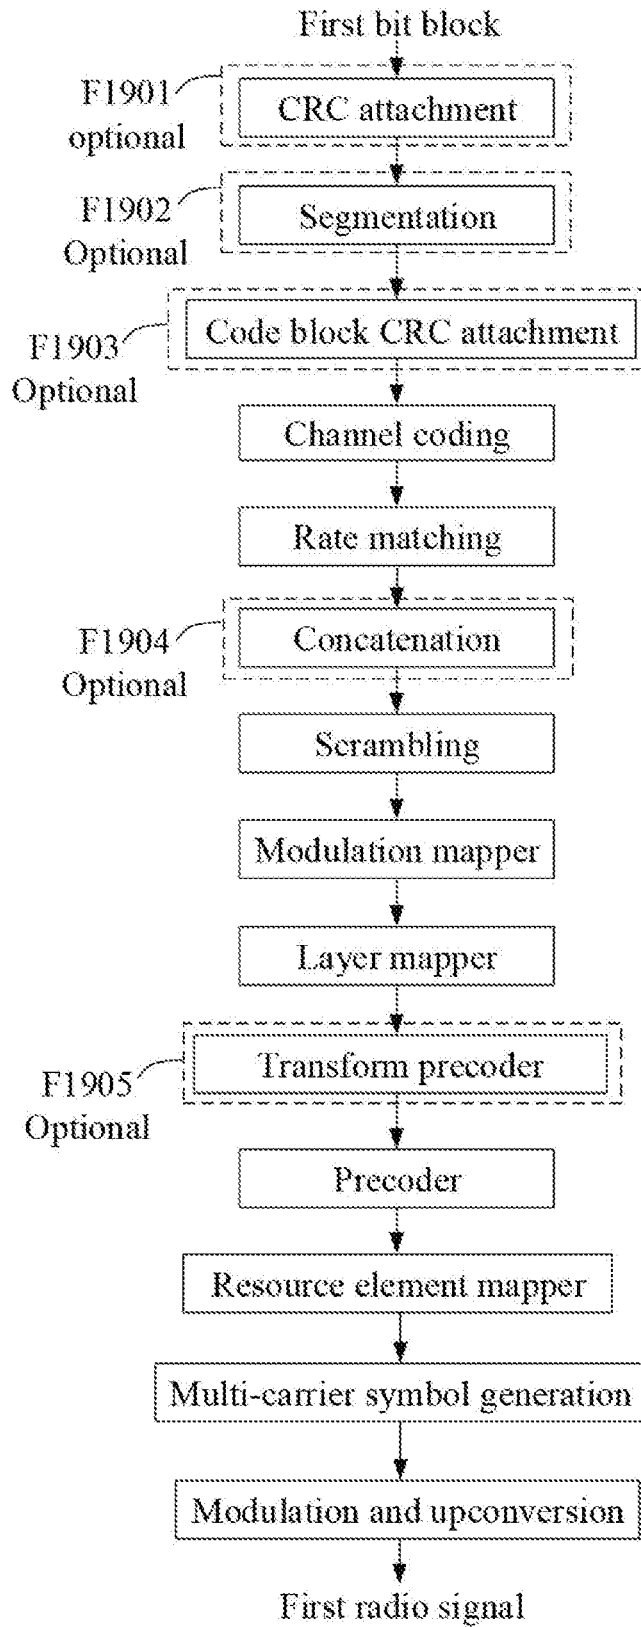 First bit block
F1901
optional
CRC attachment
F1902
Optional
Segmentation
F1903
Optional
Code block CRC attachment
Channel coding
Rate matching
F1904
Optional
Concatenation
Scrambling
Modulation mapper
Layer mapper
F1905
Optional
Transform precoder
Precoder
Resource element mapper
Multi-carrier symbol generation
Modulation and upconversion
First radio signal